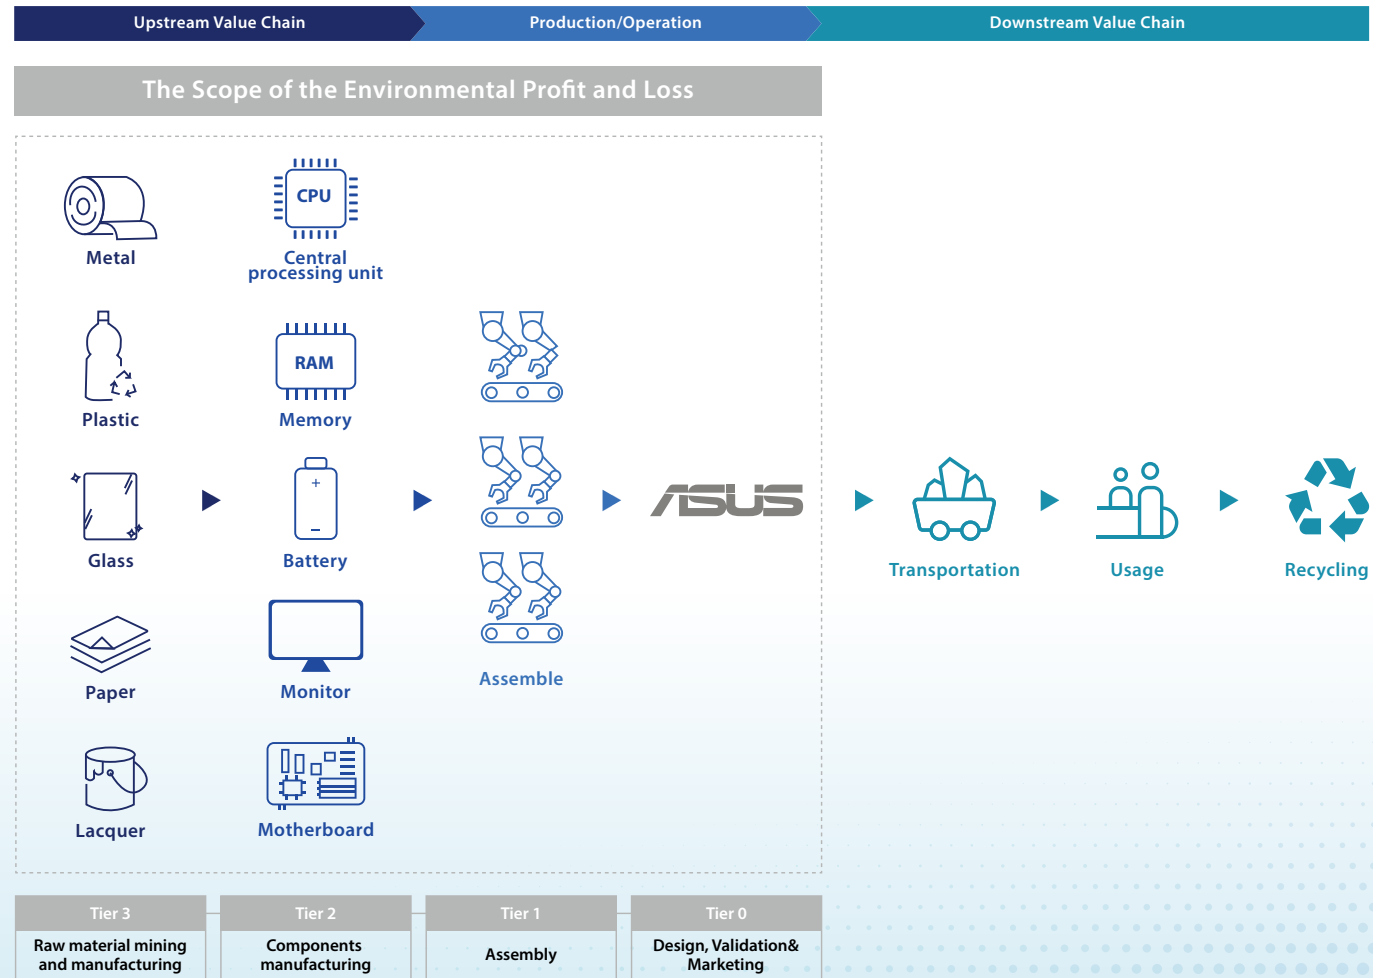 Upstream Value Chain
Production/Operation
Downstream Value Chain
The Scope of the Environmental Profit and Loss
Metal
CPU
Central
processing unit
Plastic
RAM
Memory
Glass
Battery
ASUS
Transportation
Usage
Recycling
Paper
Monitor
Assemble
Lacquer
Motherboard
Tier 3
Tier 2
Tier 1
Tier 0
Raw material mining
and manufacturing
Components
manufacturing
Assembly
Design, Validation&
Marketing